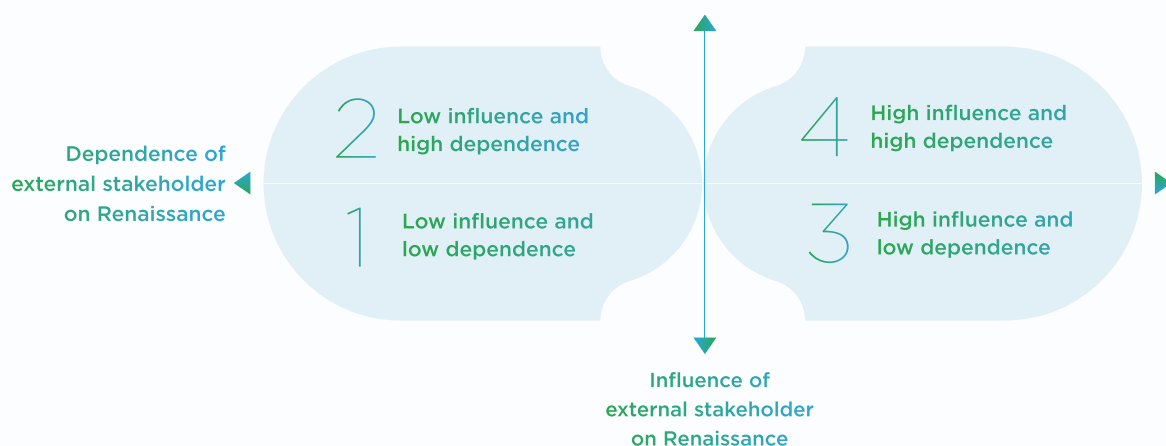 2
Low influence and
high dependence
4
High influence and
high dependence
Dependence of
external stakeholder
on Renaissance
1
Low influence and
low dependence
3
High influence and
low dependence
Influence of
external stakeholder
on Renaissance